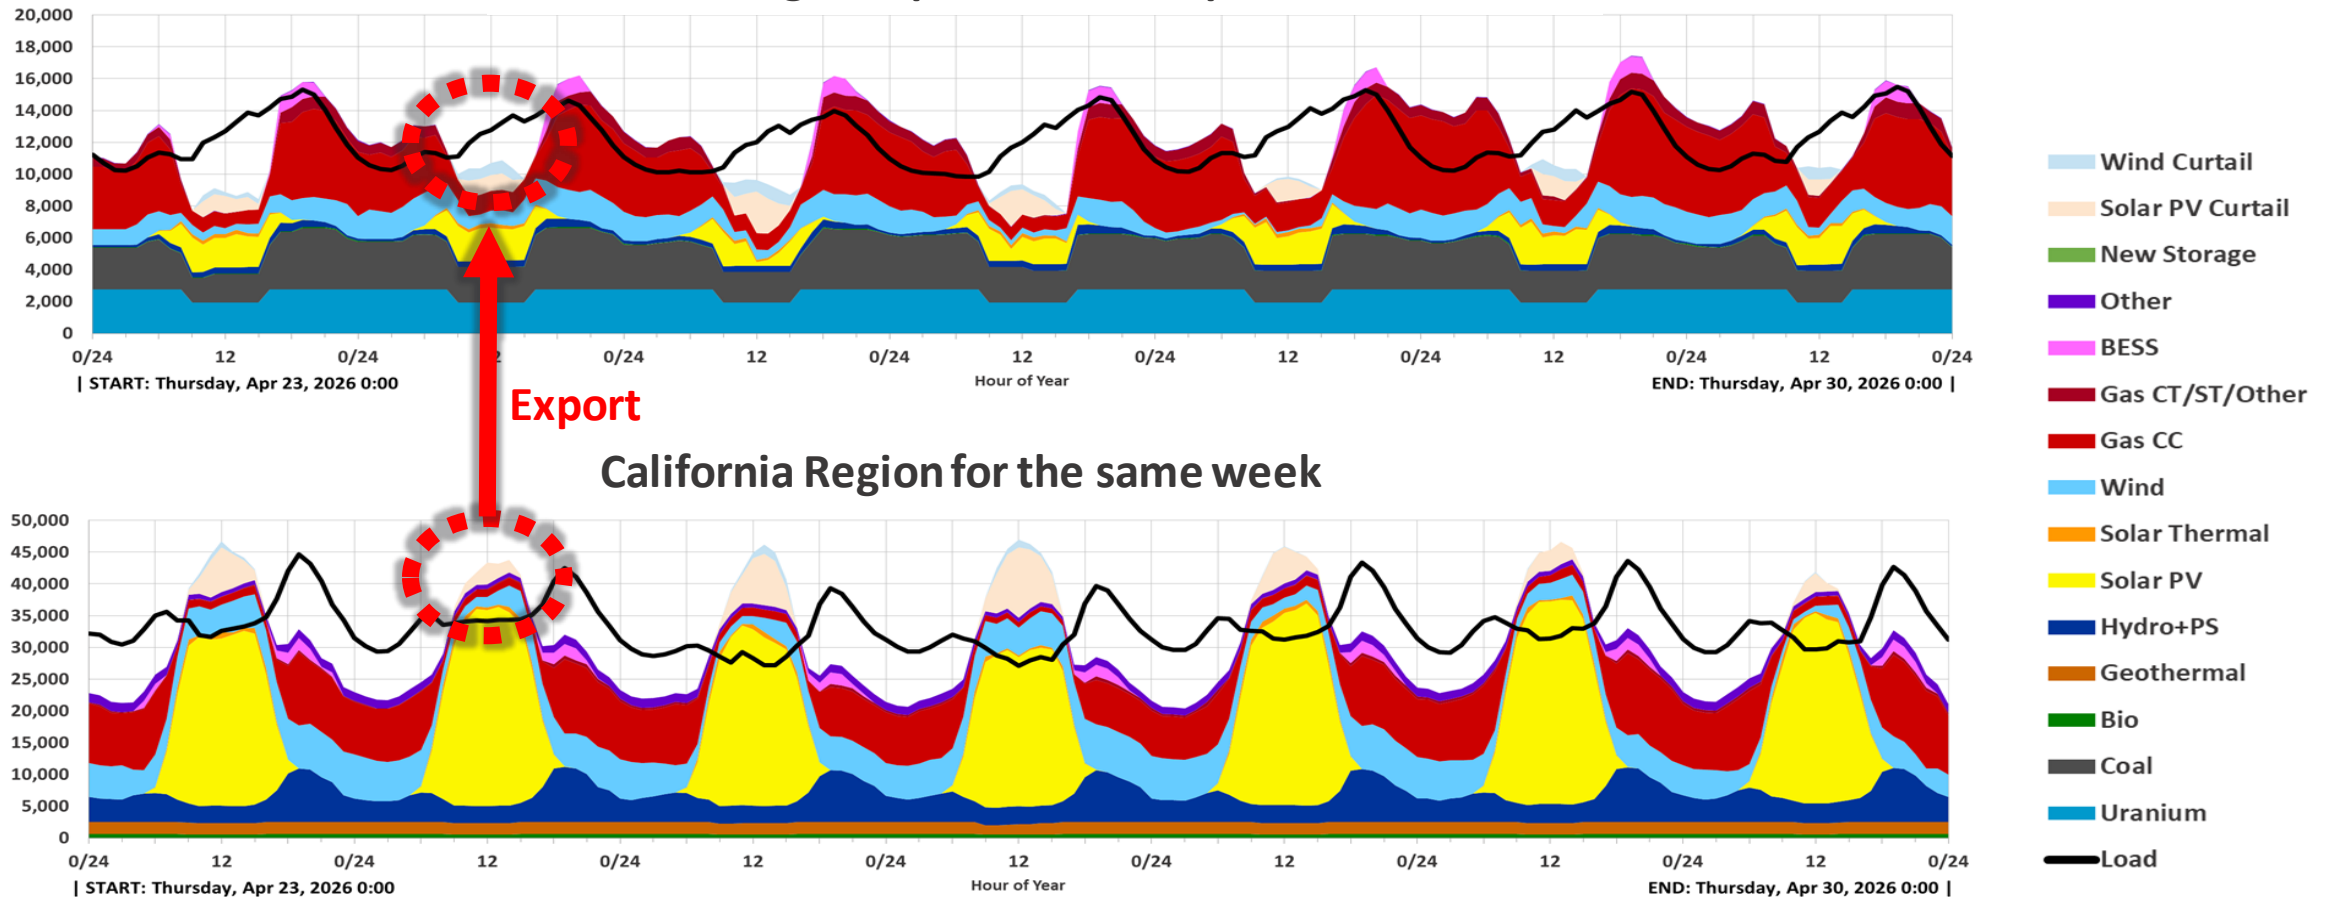 20,000
18,000
16,000
14,000
12,000
10,000
8,000
6,000
4,000
2,000
0
0/24 12 0/24 2 0/24 12 0/24 12 0/24 12 0/24 12 0/24 12 0/24
| START: Thursday, Apr 23, 2026 0:00 Hour of Year END: Thursday, Apr 30, 2026 0:00 |
Export
California Region for the same week
50,000
45,000
40,000
35,000
30,000
25,000
20,000
15,000
10,000
5,000
0
0/24 12 0/24 12 0/24 12 0/24 12 0/24 12 0/24 12 0/24 12 0/24
| START: Thursday, Apr 23, 2026 0:00 Hour of Year END: Thursday, Apr 30, 2026 0:00 |
Wind Curtail
Solar PV Curtail
New Storage
Other
BESS
Gas CT/ST/Other
Gas CC
Wind
Solar Thermal
Solar PV
Hydro+PS
Geothermal
Bio
Coal
Uranium
Load